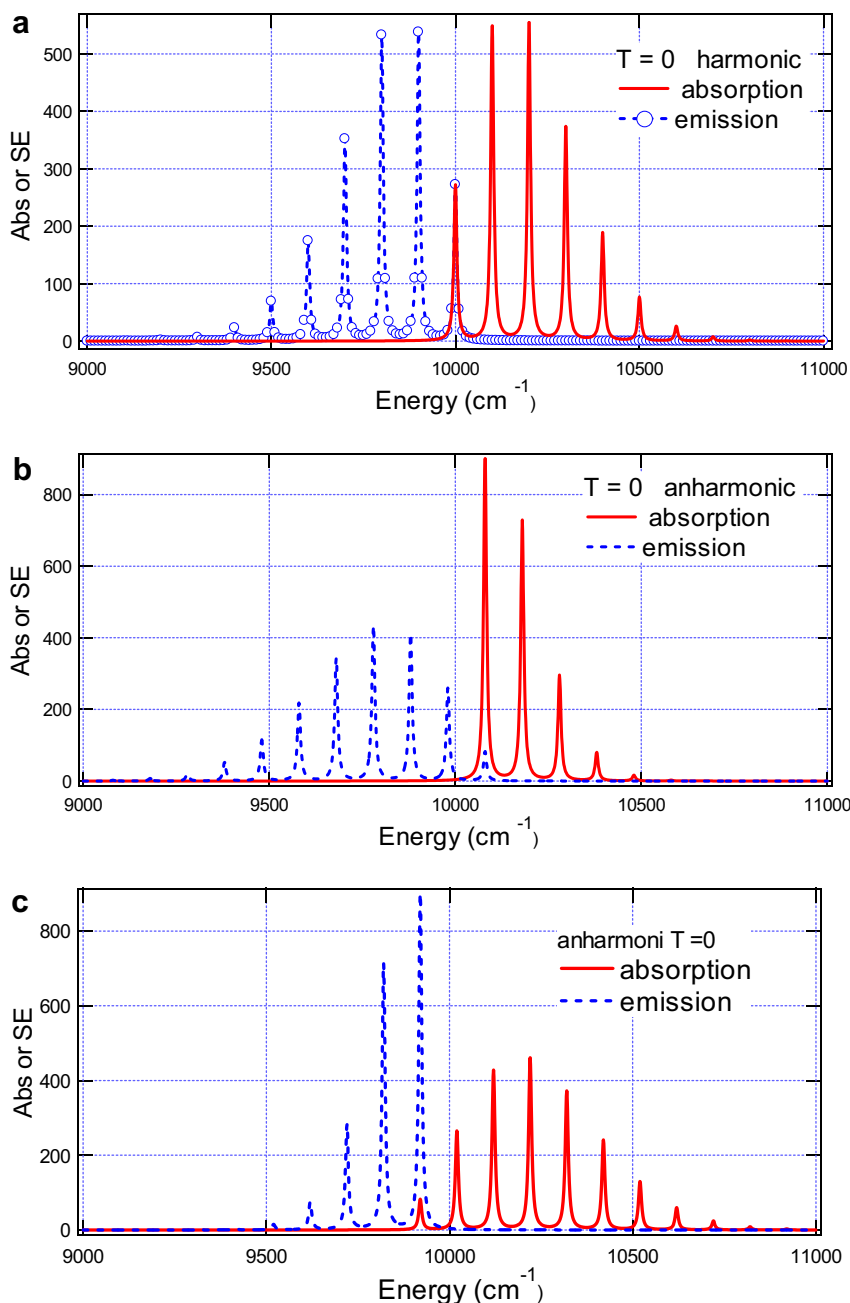 a
T = 0 harmonic
absorption
emission
Abs or SE
500
400
300
200
100
0
9000
9500
10000
10500
11000
Energy (cm⁻¹)
b
T = 0 anharmonic
absorption
emission
Abs or SE
800
600
400
200
0
9000
9500
10000
10500
11000
Energy (cm⁻¹)
c
anharmoni T =0
absorption
emission
Abs or SE
800
600
400
200
0
9000
9500
10000
10500
11000
Energy (cm⁻¹)